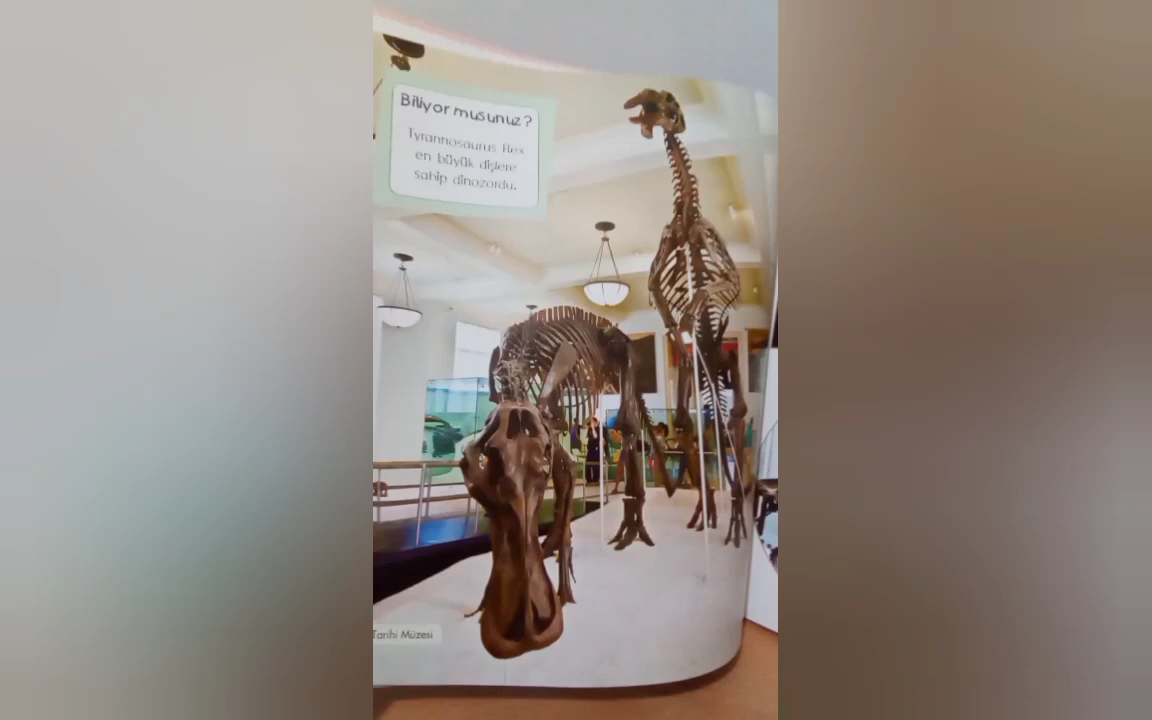 Biliyor musunuz?
Tyrannosaurus Rex
en büyük dişlere
sahip dinozordu.
Tarihi Müzesi